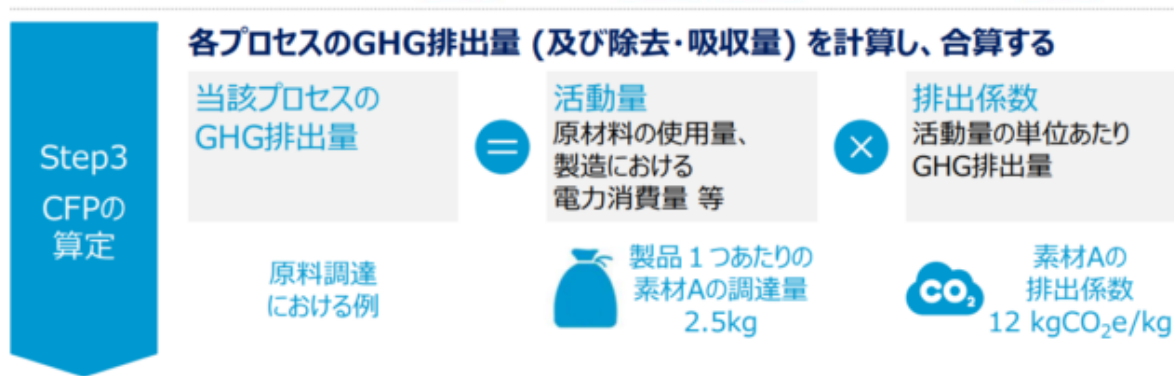 各プロセスのGHG排出量 (及び除去・吸収量) を計算し、合算する
Step3
CFPの
算定
当該プロセスの
GHG排出量
=
活動量
原材料の使用量、
製造における
電力消費量 等
×
排出係数
活動量の単位あたり
GHG排出量
原料調達
における例
製品１つあたりの
素材Aの調達量
2.5kg
CO₂
素材Aの
排出係数
12 kgCO₂e/kg